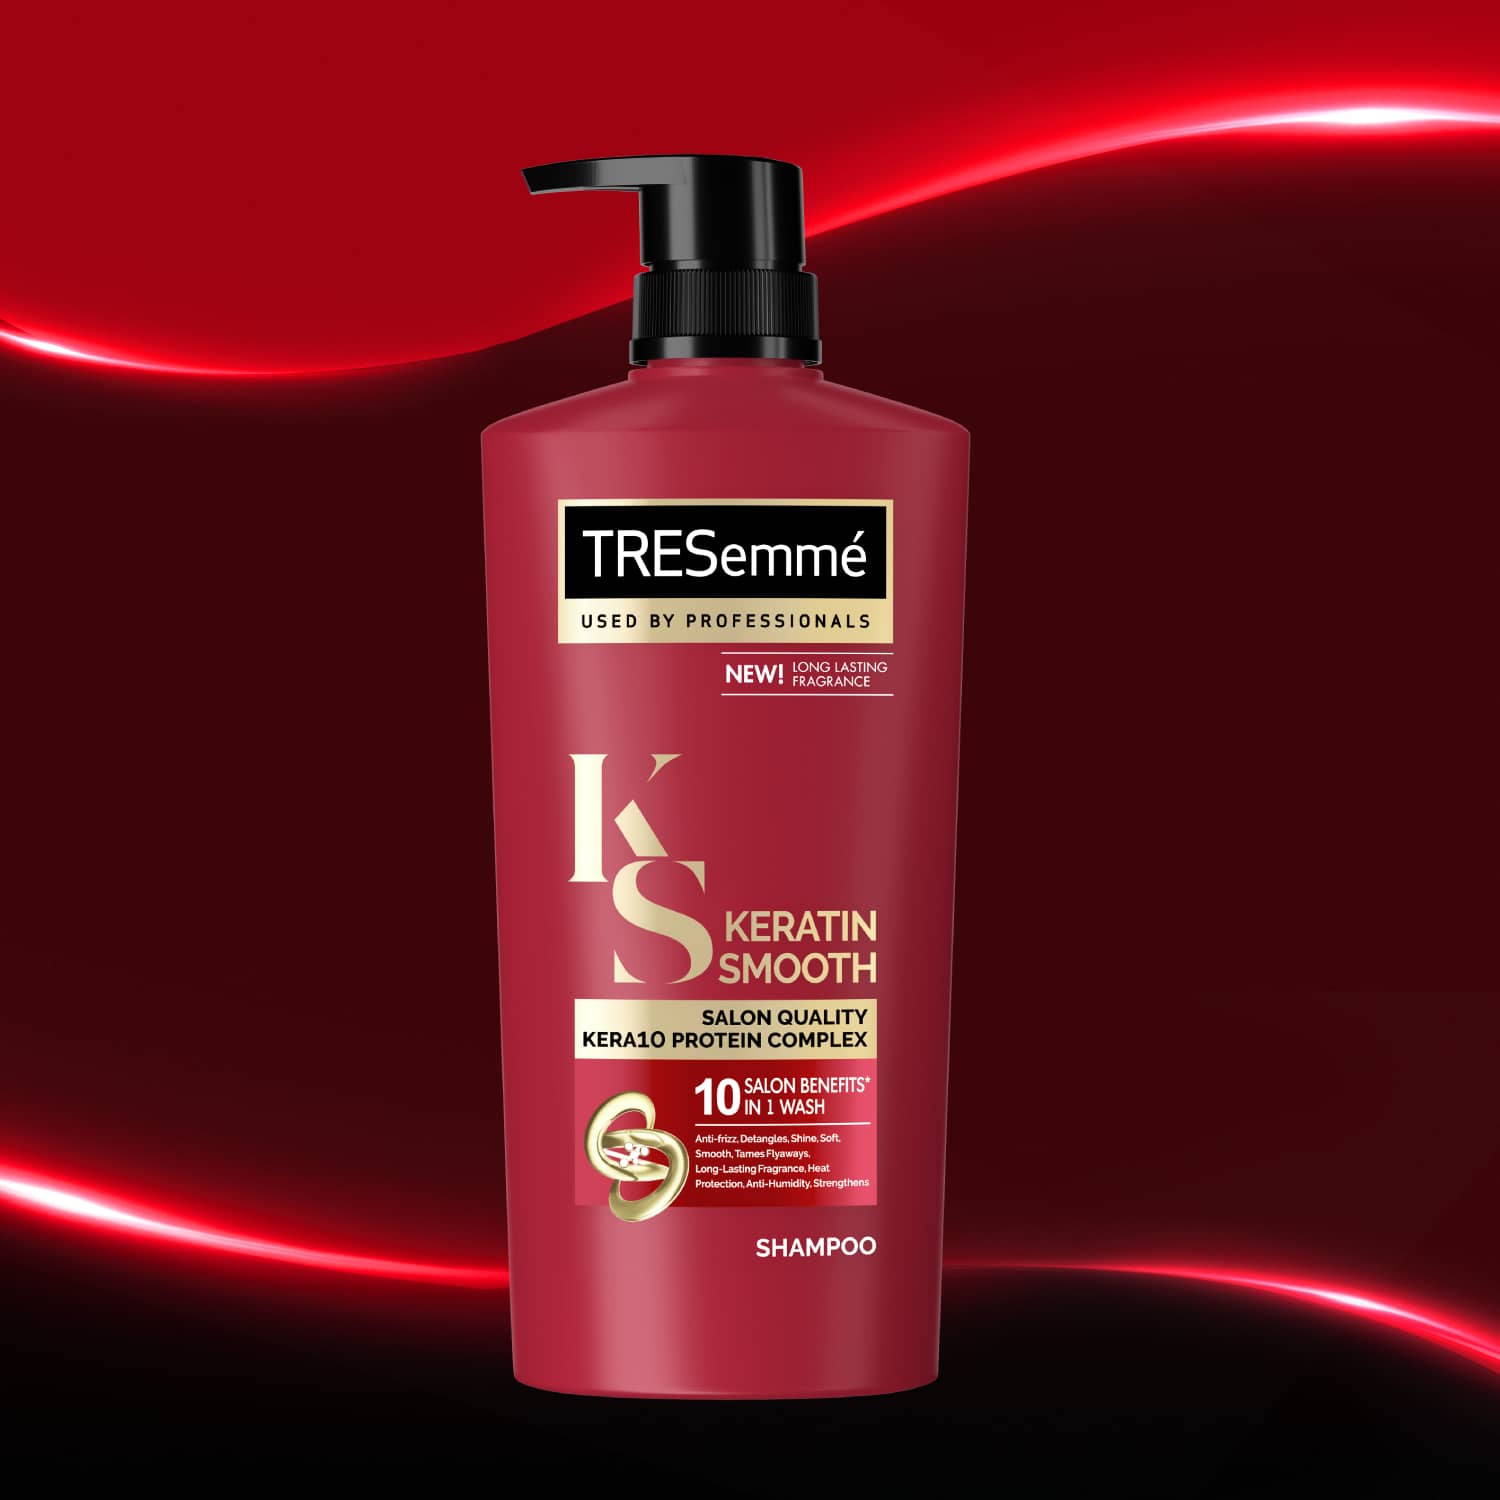 TRESemmé
USED BY PROFESSIONALS
NEW! LONG LASTING
FRAGRANCE
KS
KERATIN
SMOOTH
SALON QUALITY
KERA10 PROTEIN COMPLEX
10 SALON BENEFITS*
IN 1 WASH
Anti-frizz, Detangles, Shine, Soft,
Smooth, Tames Flyaways,
Long-Lasting Fragrance, Heat
Protection, Anti-Humidity, Strengthens
SHAMPOO